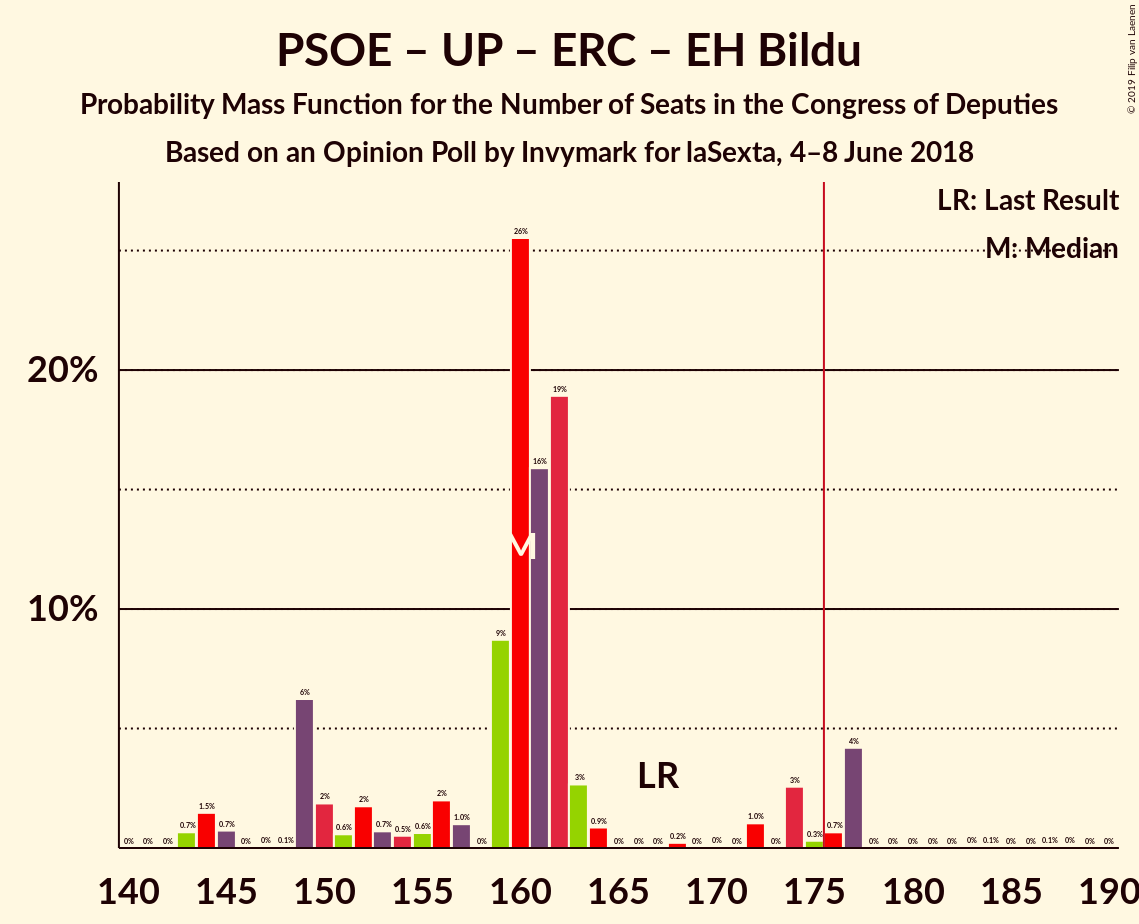 PSOE – UP – ERC – EH Bildu
Probability Mass Function for the Number of Seats in the Congress of Deputies
Based on an Opinion Poll by Invymark for laSexta, 4–8 June 2018
© 2019 Filip van Laenen
LR: Last Result
M: Median
20%
10%
0% 0% 0% 0.7% 1.5% 0.7% 0% 0% 0.1% 6% 2% 0.6% 2% 0.7% 0.5% 0.6% 2% 1.0% 0% 9% 26% 16% 19% 3% 0.9% 0% 0% 0% 0.2% 0% 0% 0% 1.0% 0% 3% 0.3% 0.7% 4% 0% 0% 0% 0% 0% 0% 0.1% 0% 0% 0.1% 0% 0% 0%
M
LR
140 145 150 155 160 165 170 175 180 185 190